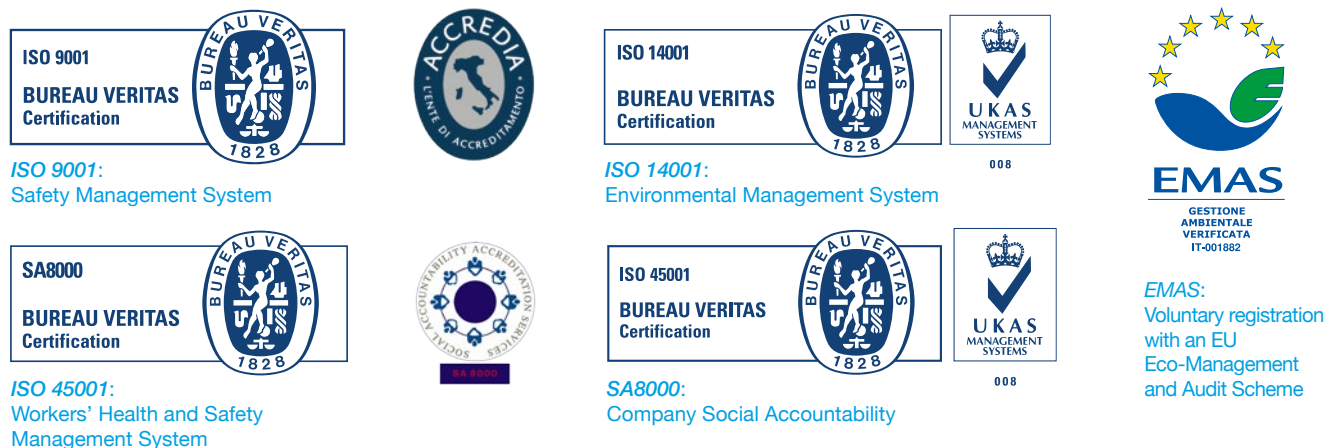 ISO 9001
BUREAU VERITAS
Certification
BUREAU VERITAS
1828
ACCREDIA
L'ENTE DI ACCREDITAMENTO
ISO 9001:
Safety Management System
ISO 14001
BUREAU VERITAS
Certification
BUREAU VERITAS
1828
UKAS
MANAGEMENT
SYSTEMS
008
ISO 14001:
Environmental Management System
SA8000
BUREAU VERITAS
Certification
BUREAU VERITAS
1828
SOCIAL ACCOUNTABILITY ACCREDITATION SERVICES
SA 8000
ISO 45001:
Workers' Health and Safety
Management System
ISO 45001
BUREAU VERITAS
Certification
BUREAU VERITAS
1828
UKAS
MANAGEMENT
SYSTEMS
008
SA8000:
Company Social Accountability
EMAS
GESTIONE
AMBIENTALE
VERIFICATA
IT-001882
EMAS:
Voluntary registration
with an EU
Eco-Management
and Audit Scheme